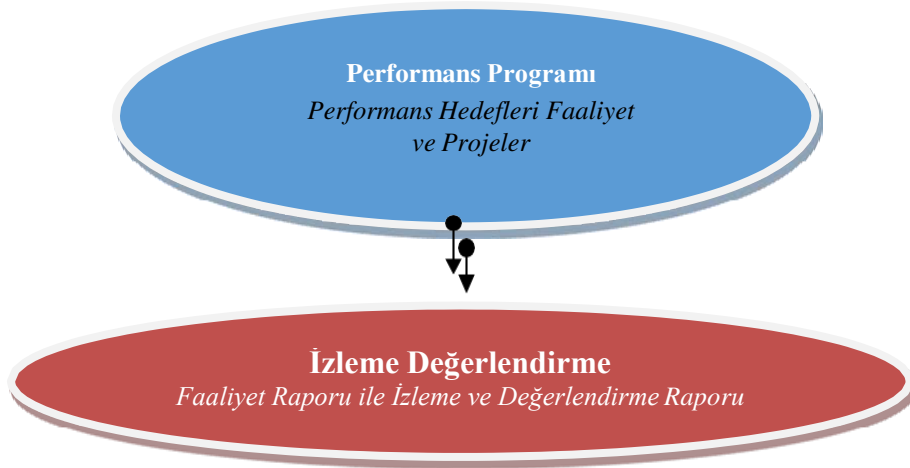 Performans Programı
Performans Hedefleri Faaliyet
ve Projeler
İzleme Değerlendirme
Faaliyet Raporu ile İzleme ve Değerlendirme Raporu